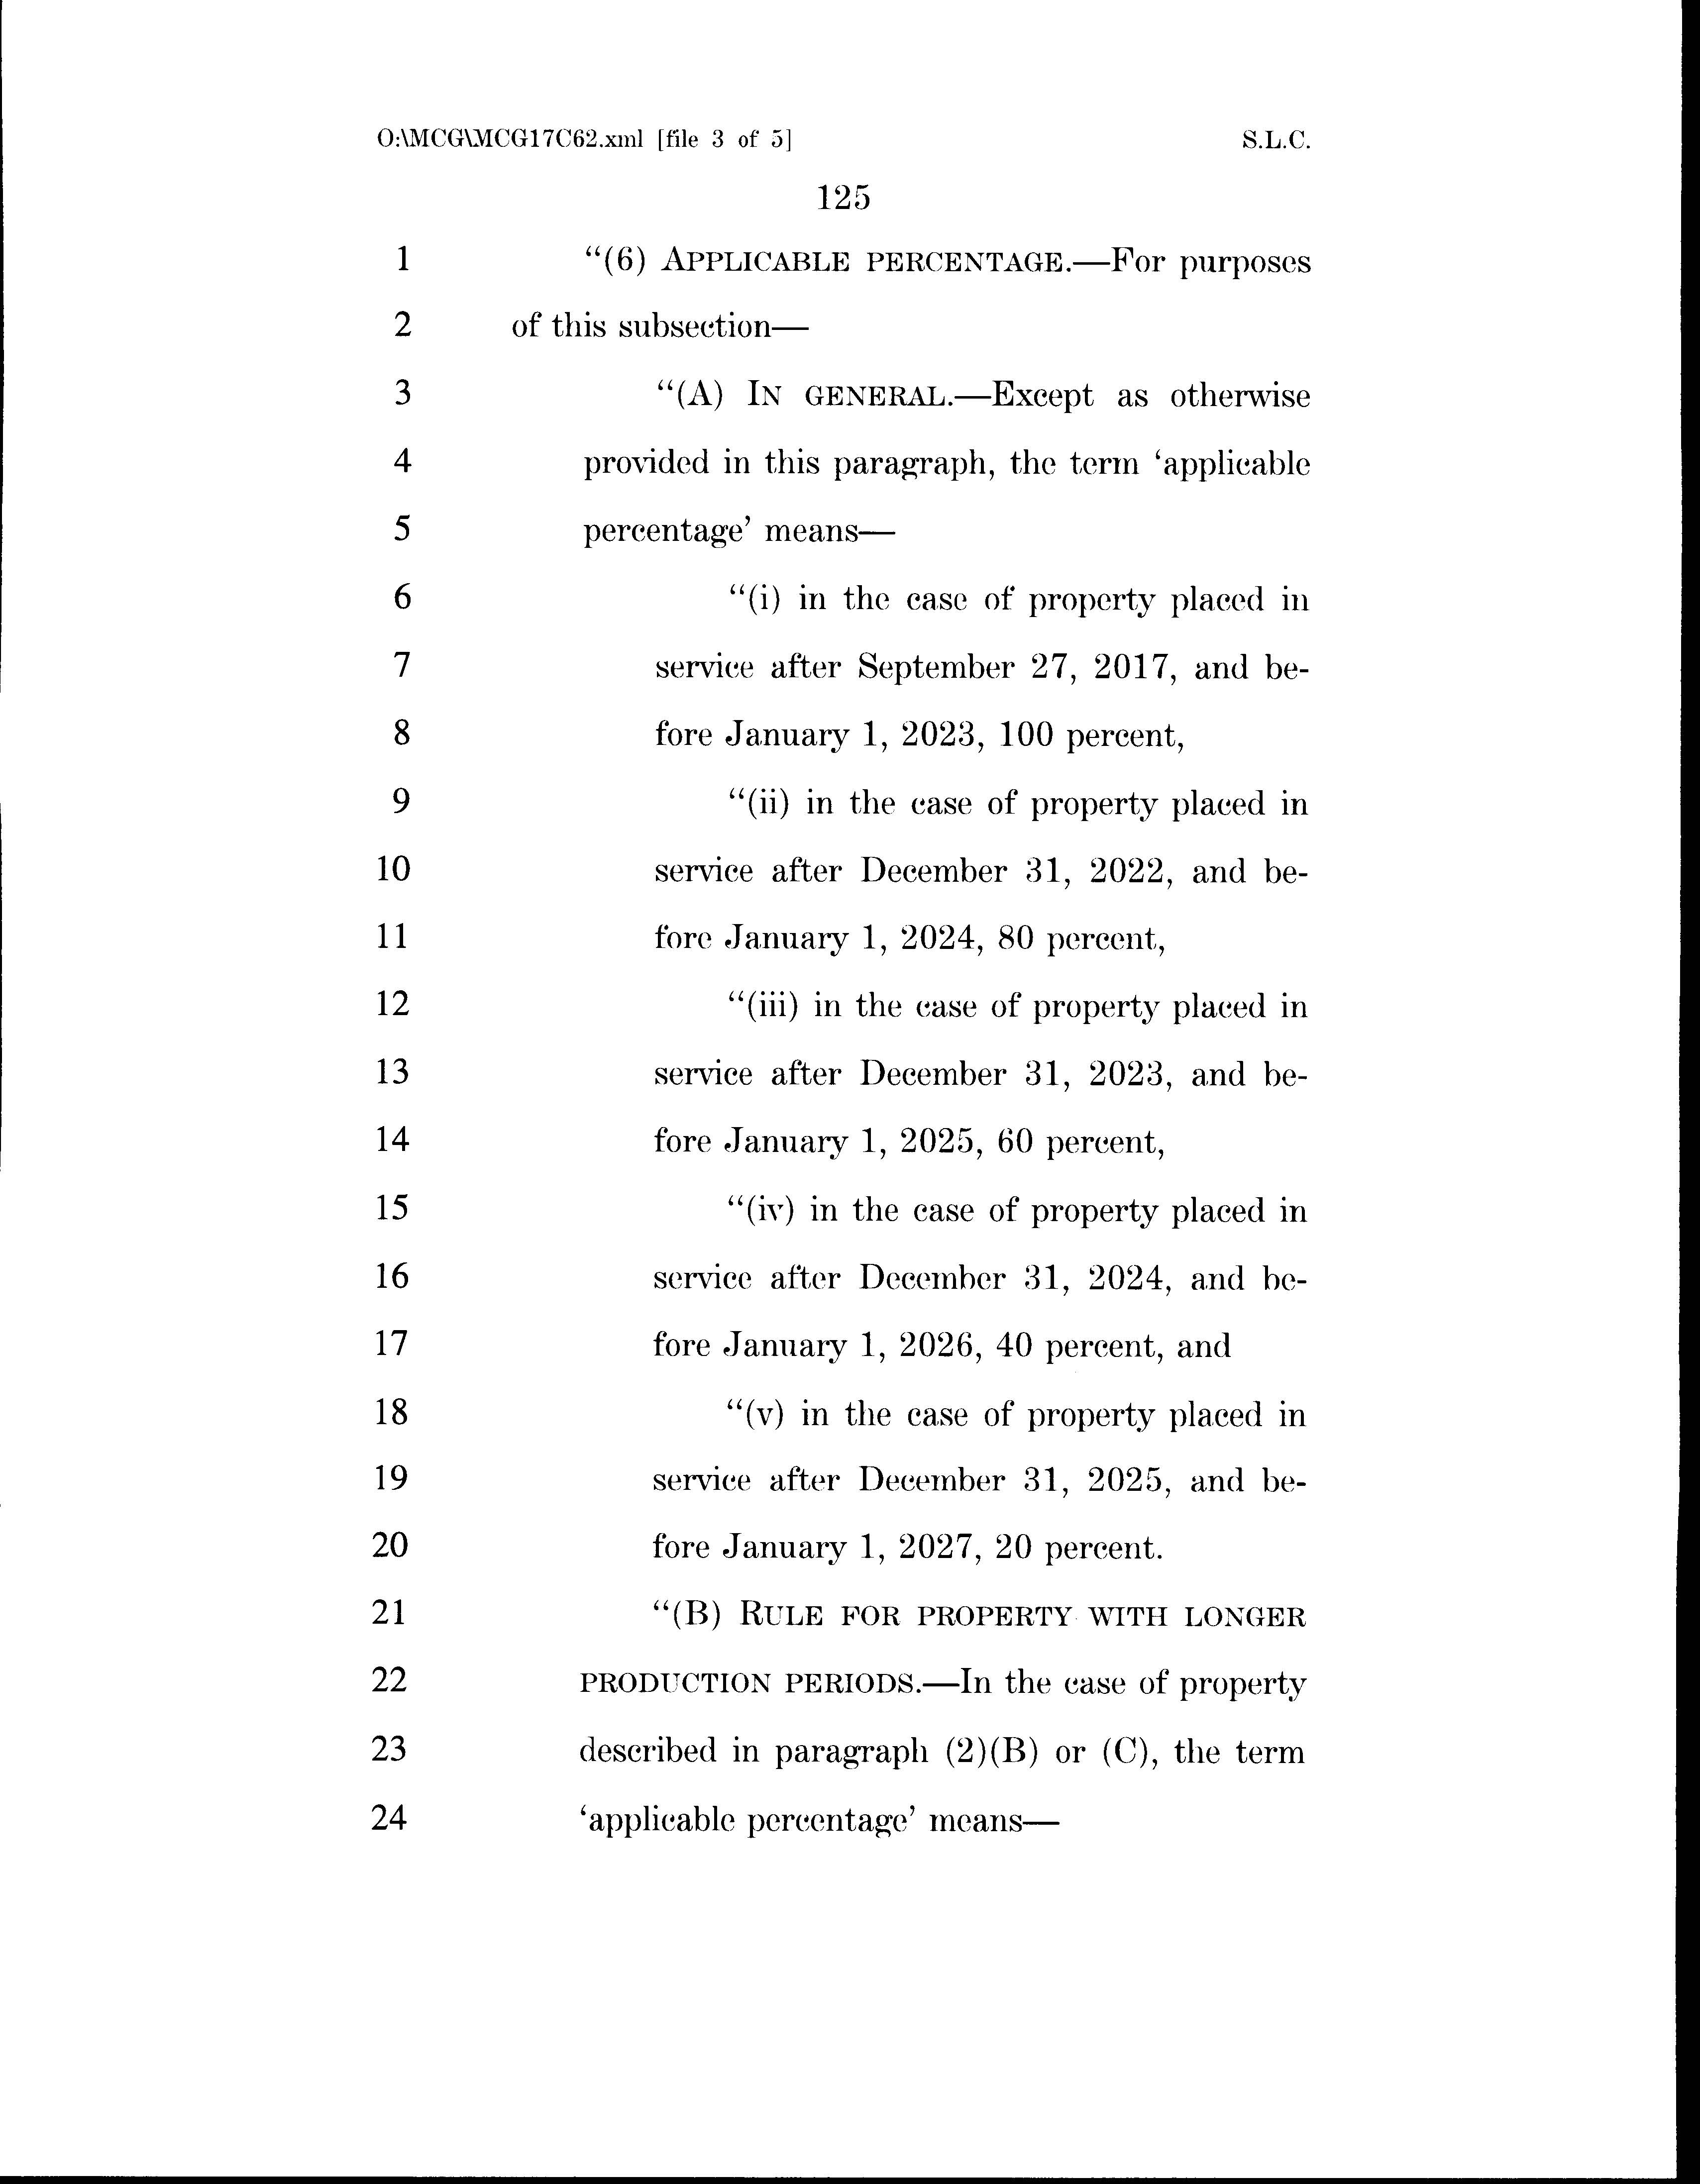 O:\MCG\MCG17C62.xml [file 3 of 5] S.L.C.
125
1 “(6) APPLICABLE PERCENTAGE.—For purposes
2 of this subsection—
3 “(A) IN GENERAL.—Except as otherwise
4 provided in this paragraph, the term ‘applicable
5 percentage’ means—
6 “(i) in the case of property placed in
7 service after September 27, 2017, and be-
8 fore January 1, 2023, 100 percent,
9 “(ii) in the case of property placed in
10 service after December 31, 2022, and be-
11 fore January 1, 2024, 80 percent,
12 “(iii) in the case of property placed in
13 service after December 31, 2023, and be-
14 fore January 1, 2025, 60 percent,
15 “(iv) in the case of property placed in
16 service after December 31, 2024, and be-
17 fore January 1, 2026, 40 percent, and
18 “(v) in the case of property placed in
19 service after December 31, 2025, and be-
20 fore January 1, 2027, 20 percent.
21 “(B) RULE FOR PROPERTY WITH LONGER
22 PRODUCTION PERIODS.—In the case of property
23 described in paragraph (2)(B) or (C), the term
24 ‘applicable percentage’ means—